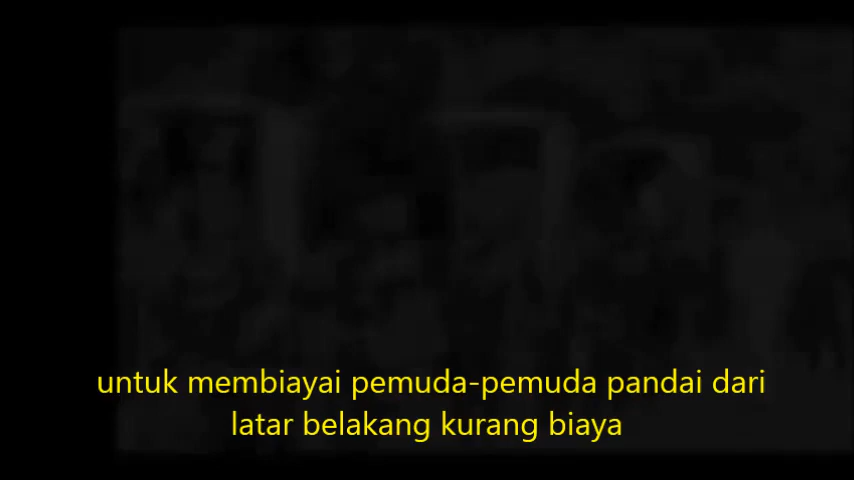 untuk membiayai pemuda-pemuda pandai dari
latar belakang kurang biaya